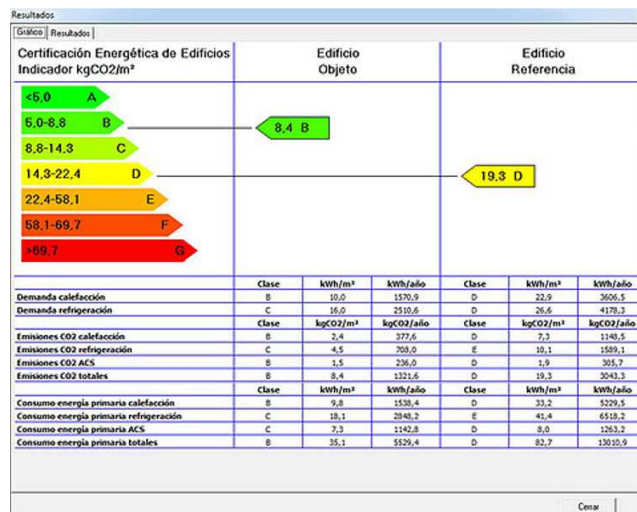 Resultados
Gráfico Resultados
Certificación Energética de Edificios Edificio Edificio
Indicador kgCO2/m² Objeto Referencia
<5,0 A
5,0-8,8 B 8,4 B
8,8-14,3 C
14,3-22,4 D 19,3 D
22,4-58,1 E
58,1-69,7 F
>69,7 G
Clase kWh/m² kWh/año Clase kWh/m² kWh/año
Demanda calefacción B 10,0 1570,9 D 22,9 3606,5
Demanda refrigeración C 16,0 2510,6 D 26,6 4178,3
Clase kgCO2/m² kgCO2/año Clase kgCO2/m² kgCO2/año
Emisiones CO2 calefacción B 2,4 377,6 D 7,3 1148,5
Emisiones CO2 refrigeración C 4,5 708,0 E 10,1 1589,1
Emisiones CO2 ACS B 1,5 236,0 D 1,9 305,7
Emisiones CO2 totales B 8,4 1321,6 D 19,3 3043,3
Clase kWh/m² kWh/año Clase kWh/m² kWh/año
Consumo energía primaria calefacción B 9,8 1538,4 D 33,2 5229,5
Consumo energía primaria refrigeración C 18,1 2848,2 E 41,4 6518,2
Consumo energía primaria ACS C 7,3 1142,8 D 8,0 1263,2
Consumo energía primaria totales B 35,1 5529,4 D 82,7 13010,9
Cerrar